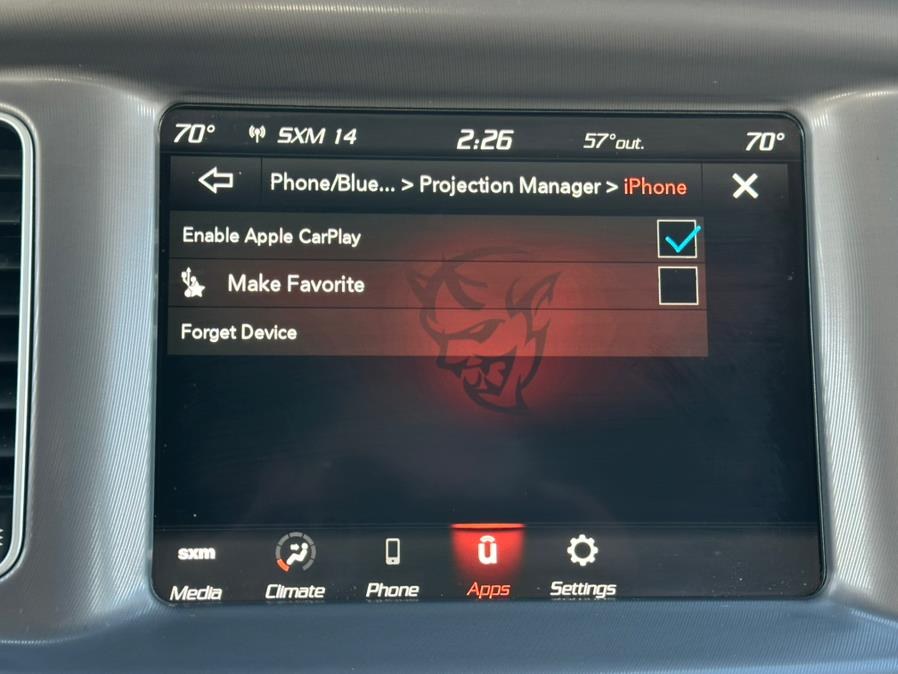 70° SXM 14 2:26 57°out. 70°
Phone/Blue... > Projection Manager > iPhone
Enable Apple CarPlay
Make Favorite
Forget Device
sxm û
Media Climate Phone Apps Settings